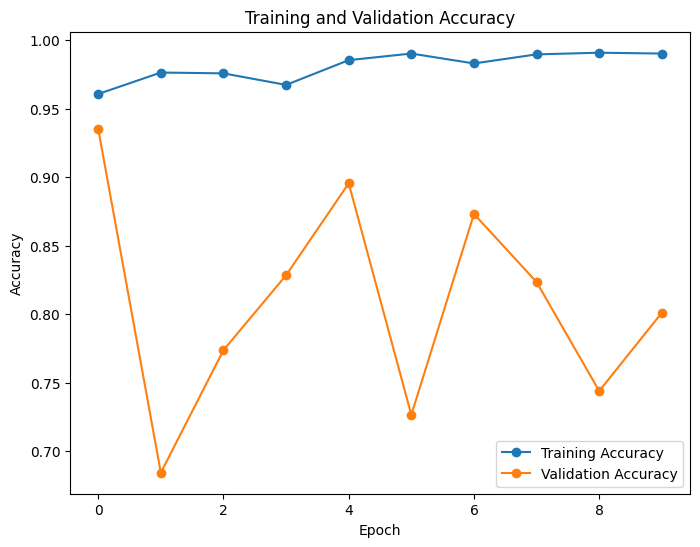 Training and Validation Accuracy
1.00
0.95
0.90
0.85
0.80
0.75
0.70
Accuracy
Training Accuracy
Validation Accuracy
0 2 4 6 8
Epoch